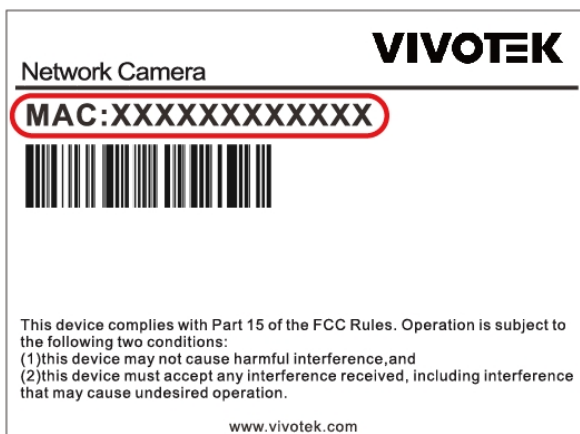 VIVOTEK
Network Camera
MAC:XXXXXXXXXXXX
This device complies with Part 15 of the FCC Rules. Operation is subject to
the following two conditions:
(1)this device may not cause harmful interference,and
(2)this device must accept any interference received, including interference
that may cause undesired operation.
www.vivotek.com